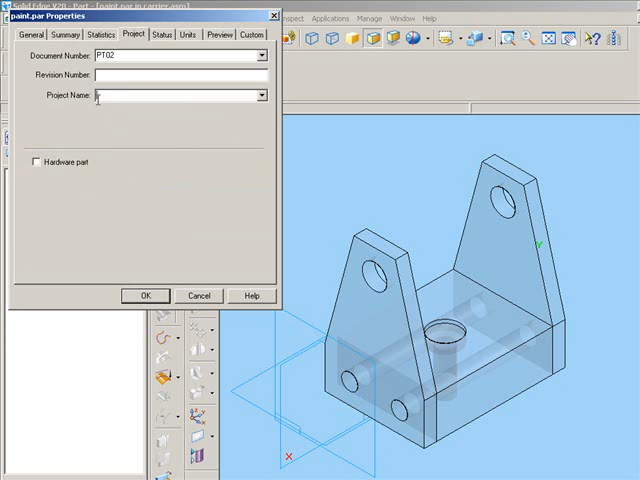 Solid Edge V20 - Part - [paint.par in carrier.asm]
paint.par Properties
Inspect Applications Manage Window Help
General Summary Statistics Project Status Units Preview Custom
Document Number: PT02
Revision Number:
Project Name:
Hardware part
OK Cancel Help
Y
X